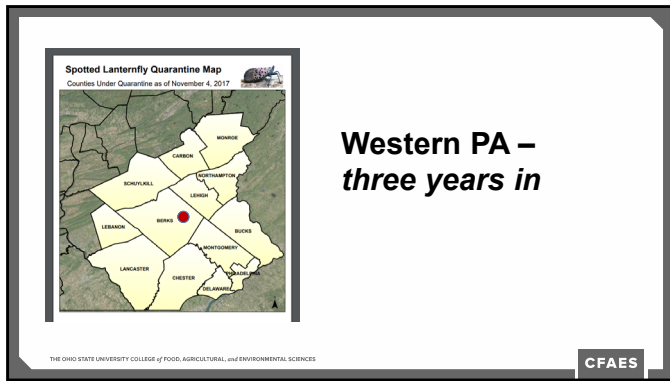 Spotted Lanternfly Quarantine Map
Counties Under Quarantine as of November 4, 2017
MONROE
CARBON
NORTHAMPTON
SCHUYLKILL
LEHIGH
LEBANON
BERKS
BUCKS
MONTGOMERY
LANCASTER
CHESTER
PHILADELPHIA
DELAWARE
Western PA –
three years in
THE OHIO STATE UNIVERSITY COLLEGE of FOOD, AGRICULTURAL, and ENVIRONMENTAL SCIENCES
CFAES